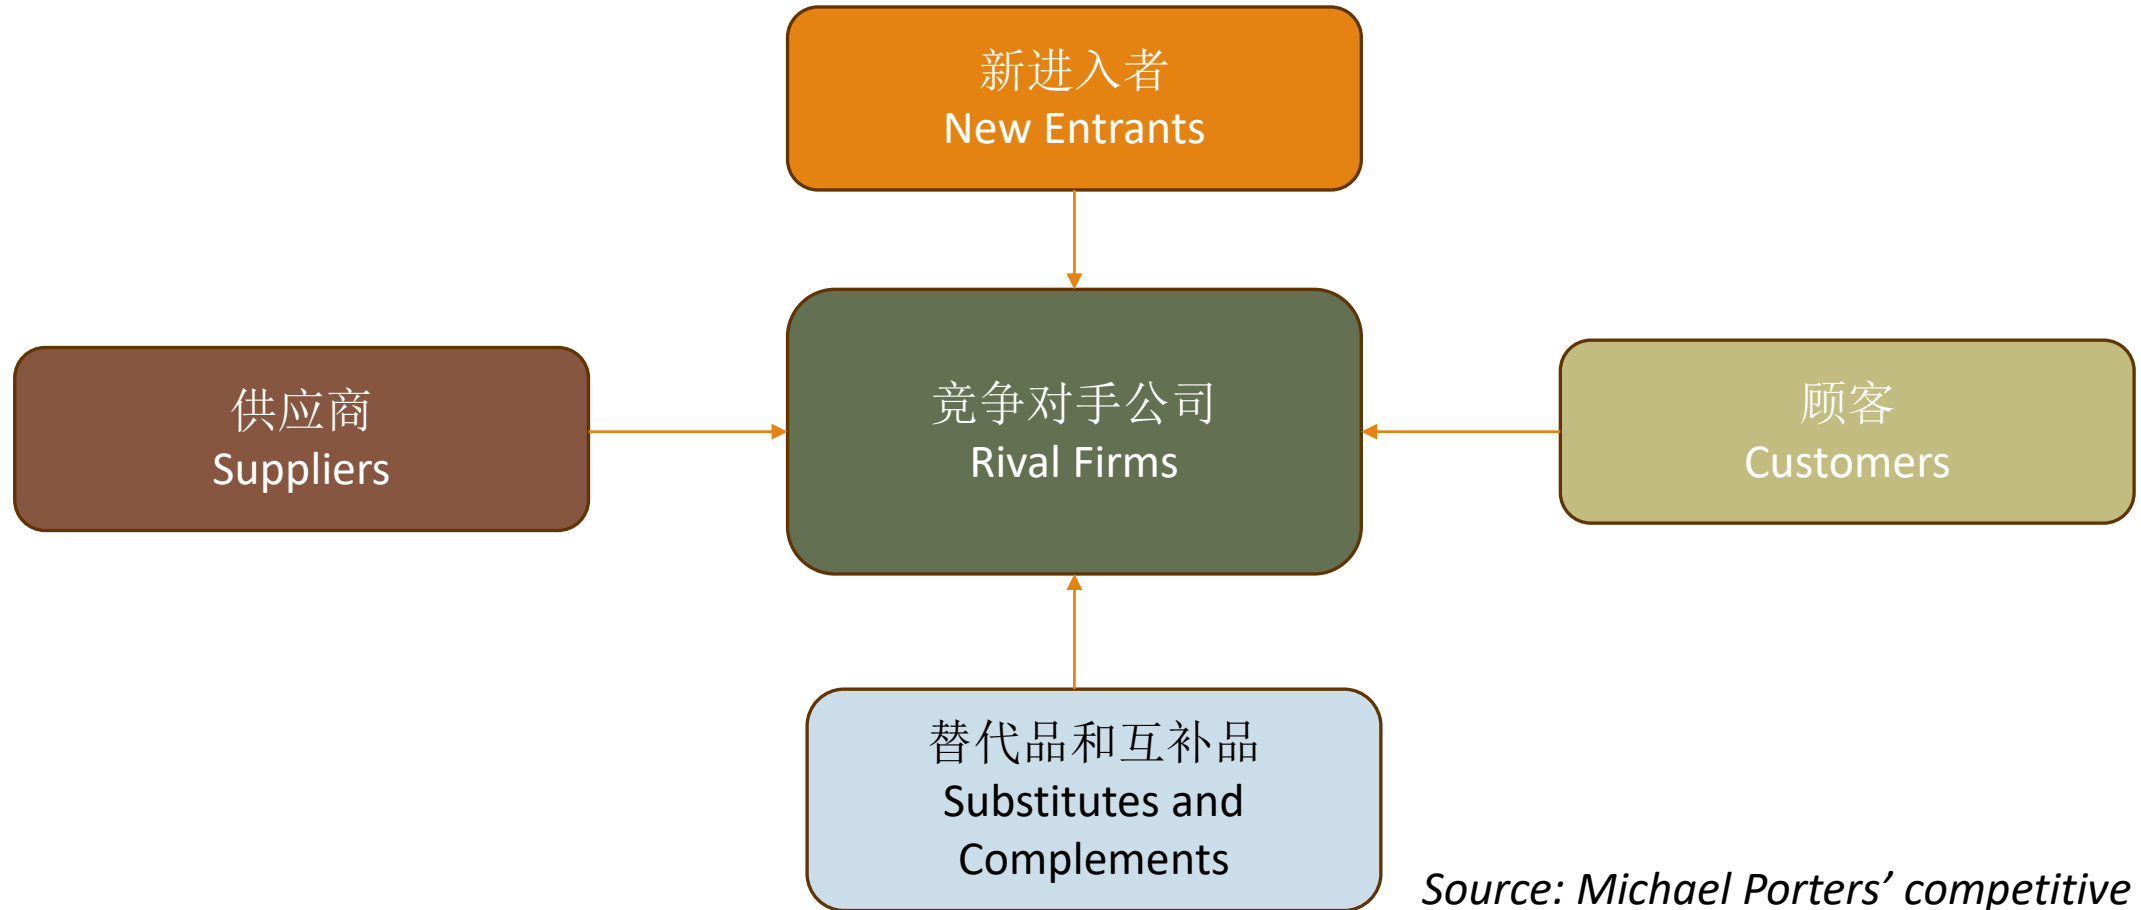 新进入者
New Entrants
供应商
Suppliers
竞争对手公司
Rival Firms
顾客
Customers
替代品和互补品
Substitutes and
Complements
Source: Michael Porters’ competitive